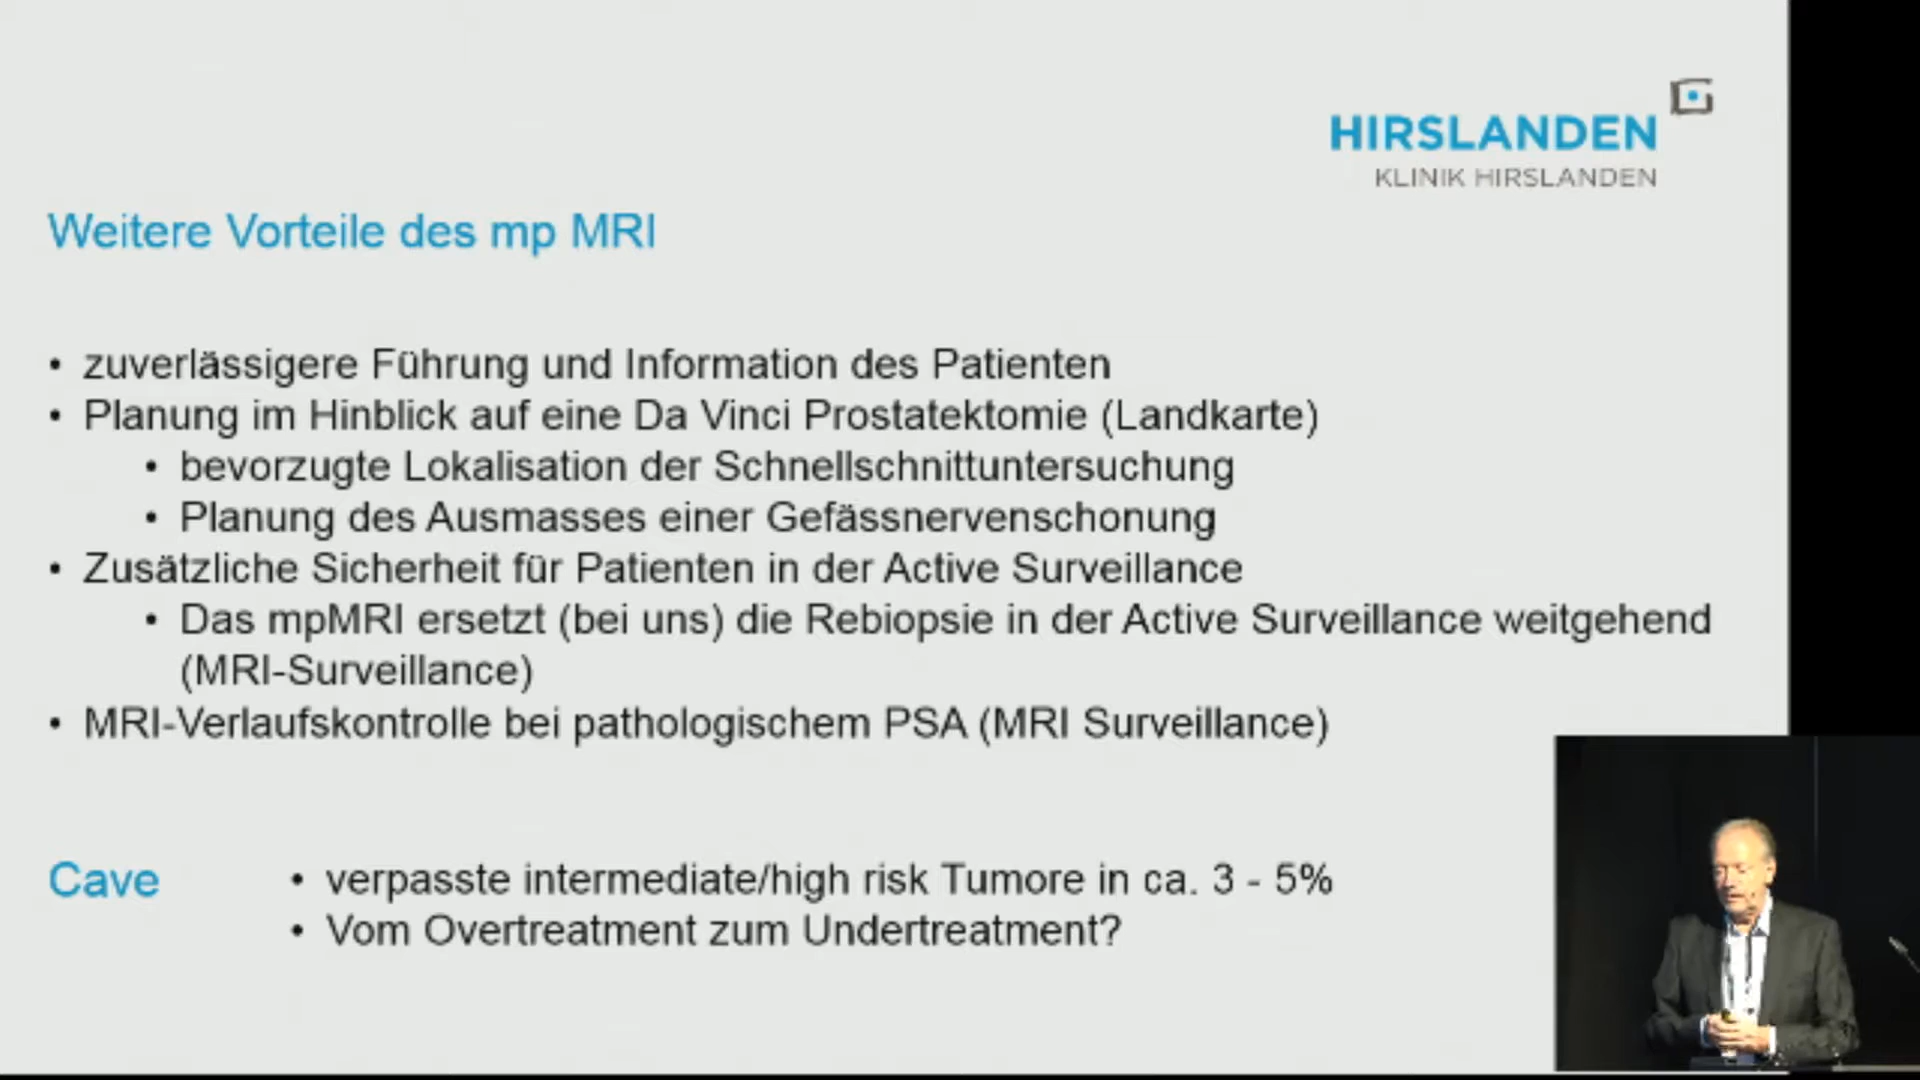 HIRSLANDEN
KLINIK HIRSLANDEN
Weitere Vorteile des mp MRI
• zuverlässigere Führung und Information des Patienten
• Planung im Hinblick auf eine Da Vinci Prostatektomie (Landkarte)
• bevorzugte Lokalisation der Schnellschnittuntersuchung
• Planung des Ausmasses einer Gefässnervenschonung
• Zusätzliche Sicherheit für Patienten in der Active Surveillance
• Das mpMRI ersetzt (bei uns) die Rebiopsie in der Active Surveillance weitgehend
(MRI-Surveillance)
• MRI-Verlaufskontrolle bei pathologischem PSA (MRI Surveillance)
Cave • verpasste intermediate/high risk Tumore in ca. 3 - 5%
• Vom Overtreatment zum Undertreatment?